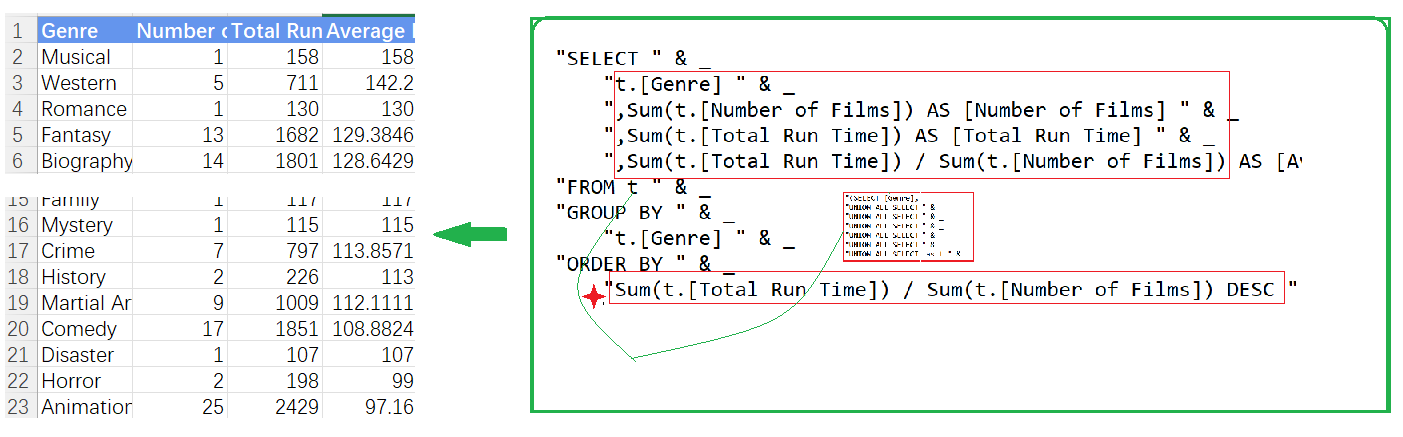 1 Genre Number Total Run Average
2 Musical 1 158 158
3 Western 5 711 142.2
4 Romance 1 130 130
5 Fantasy 13 1682 129.3846
6 Biography 14 1801 128.6429
15 Family 1 117 117
16 Mystery 1 115 115
17 Crime 7 797 113.8571
18 History 2 226 113
19 Martial Ar 9 1009 112.1111
20 Comedy 17 1851 108.8824
21 Disaster 1 107 107
22 Horror 2 198 99
23 Animation 25 2429 97.16
"SELECT " & _
"t.[Genre] " & _
",Sum(t.[Number of Films]) AS [Number of Films] " & _
",Sum(t.[Total Run Time]) AS [Total Run Time] " & _
",Sum(t.[Total Run Time]) / Sum(t.[Number of Films]) AS [Av
"FROM t " & _
"GROUP BY " & _
"t.[Genre] " & _
"ORDER BY " & _
"Sum(t.[Total Run Time]) / Sum(t.[Number of Films]) DESC "
"(SELECT [Genre],
"UNION ALL SELECT " &
"UNION ALL SELECT " & _
"UNION ALL SELECT " & _
"UNION ALL SELECT " &
"UNION ALL SELECT " &
"UNION ALL SELECT as t " &